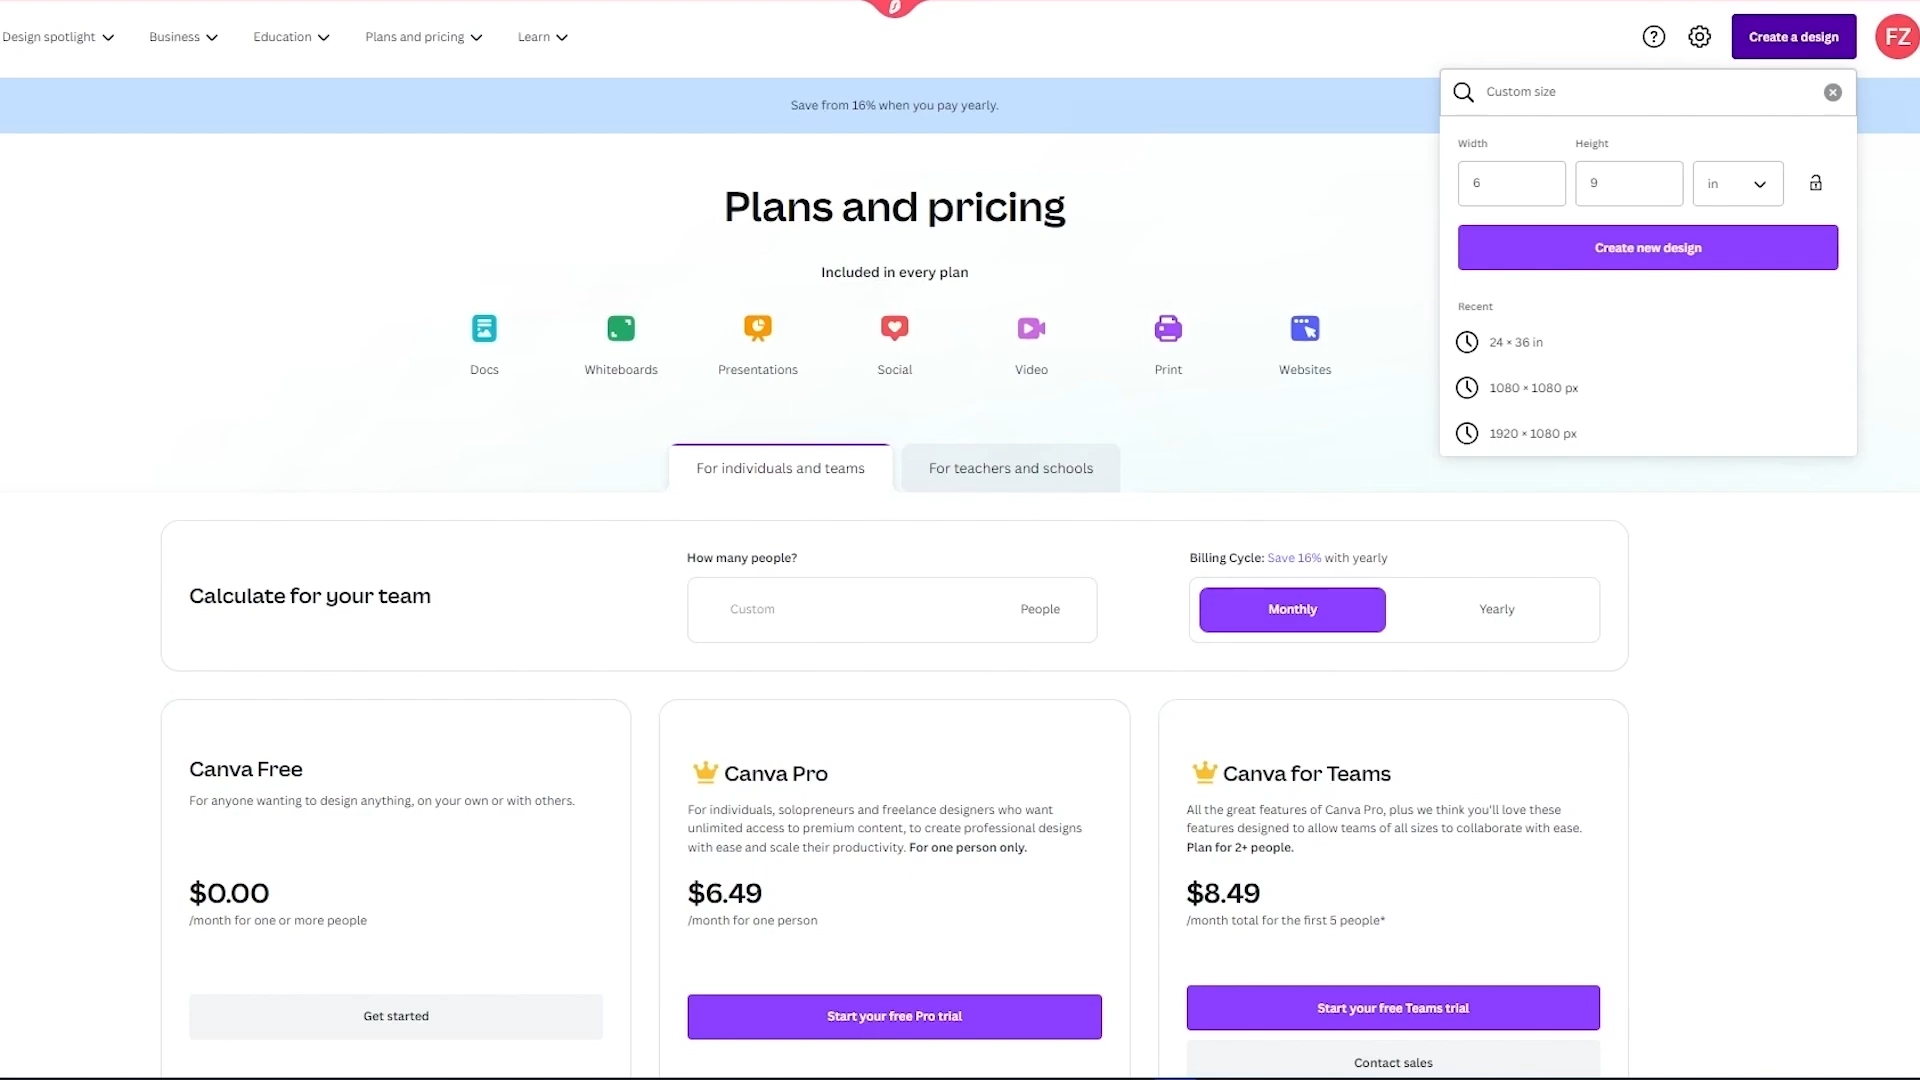 Design spotlight
Business
Education
Plans and pricing
Learn
Create a design
FZ
Save from 16% when you pay yearly.
Custom size
Width
Height
6
9
in
Create new design
Recent
24 × 36 in
1080 × 1080 px
1920 × 1080 px
Plans and pricing
Included in every plan
Docs
Whiteboards
Presentations
Social
Video
Print
Websites
For individuals and teams
For teachers and schools
Calculate for your team
How many people?
Custom
People
Billing Cycle: Save 16% with yearly
Monthly
Yearly
Canva Free
For anyone wanting to design anything, on your own or with others.
$0.00
/month for one or more people
Get started
Canva Pro
For individuals, solopreneurs and freelance designers who want
unlimited access to premium content, to create professional designs
with ease and scale their productivity. For one person only.
$6.49
/month for one person
Start your free Pro trial
Canva for Teams
All the great features of Canva Pro, plus we think you'll love these
features designed to allow teams of all sizes to collaborate with ease.
Plan for 2+ people.
$8.49
/month total for the first 5 people*
Start your free Teams trial
Contact sales